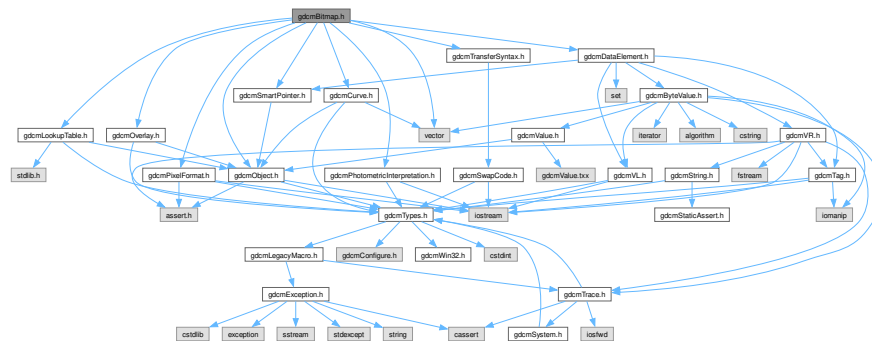 gdcmBitmap.h
gdcmTransferSyntax.h
gdcmDataElement.h
gdcmSmartPointer.h
gdcmCurve.h
set
gdcmByteValue.h
gdcmLookupTable.h
gdcmOverlay.h
vector
gdcmValue.h
iterator
algorithm
cstring
gdcmVR.h
stdlib.h
gdcmPixelFormat.h
gdcmObject.h
gdcmPhotometricInterpretation.h
gdcmSwapCode.h
gdcmValue.txx
gdcmVL.h
gdcmString.h
fstream
gdcmTag.h
assert.h
gdcmTypes.h
iostream
gdcmStaticAssert.h
iomanip
gdcmLegacyMacro.h
gdcmConfigure.h
gdcmWin32.h
cstdint
gdcmException.h
gdcmTrace.h
cstdlib
exception
sstream
stdexcept
string
cassert
gdcmSystem.h
iosfwd